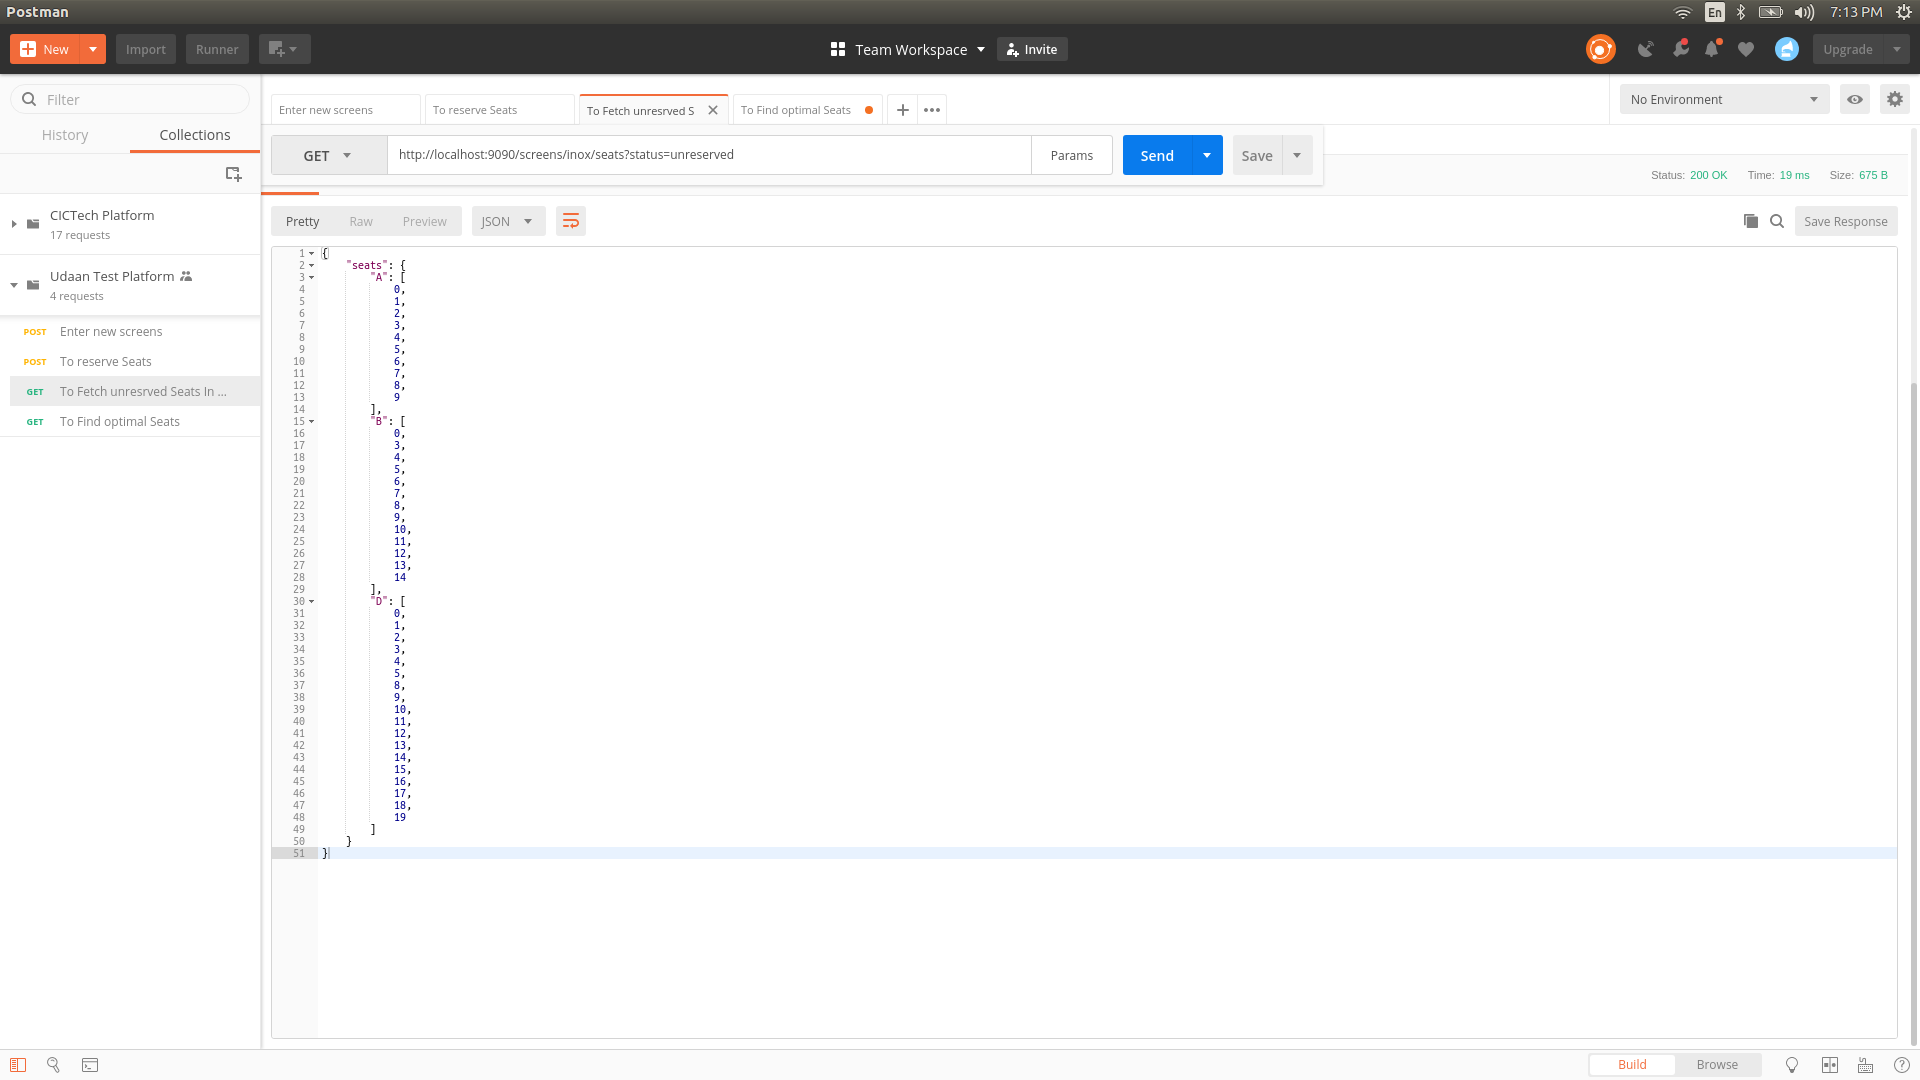 Postman
En
7:13 PM
New
Import
Runner
Team Workspace
Invite
Upgrade
Filter
History
Collections
CICTech Platform
17 requests
Udaan Test Platform
4 requests
POST Enter new screens
POST To reserve Seats
GET To Fetch unresrved Seats In ...
GET To Find optimal Seats
Enter new screens
To reserve Seats
To Fetch unresrved S
To Find optimal Seats
No Environment
GET
http://localhost:9090/screens/inox/seats?status=unreserved
Params
Send
Save
Status: 200 OK
Time: 19 ms
Size: 675 B
Pretty
Raw
Preview
JSON
Save Response
1 {
2 "seats": {
3 "A": [
4 0,
5 1,
6 2,
7 3,
8 4,
9 5,
10 6,
11 7,
12 8,
13 9
14 ],
15 "B": [
16 0,
17 3,
18 4,
19 5,
20 6,
21 7,
22 8,
23 9,
24 10,
25 11,
26 12,
27 13,
28 14
29 ],
30 "D": [
31 0,
32 1,
33 2,
34 3,
35 4,
36 5,
37 8,
38 9,
39 10,
40 11,
41 12,
42 13,
43 14,
44 15,
45 16,
46 17,
47 18,
48 19
49 ]
50 }
51 }
Build
Browse